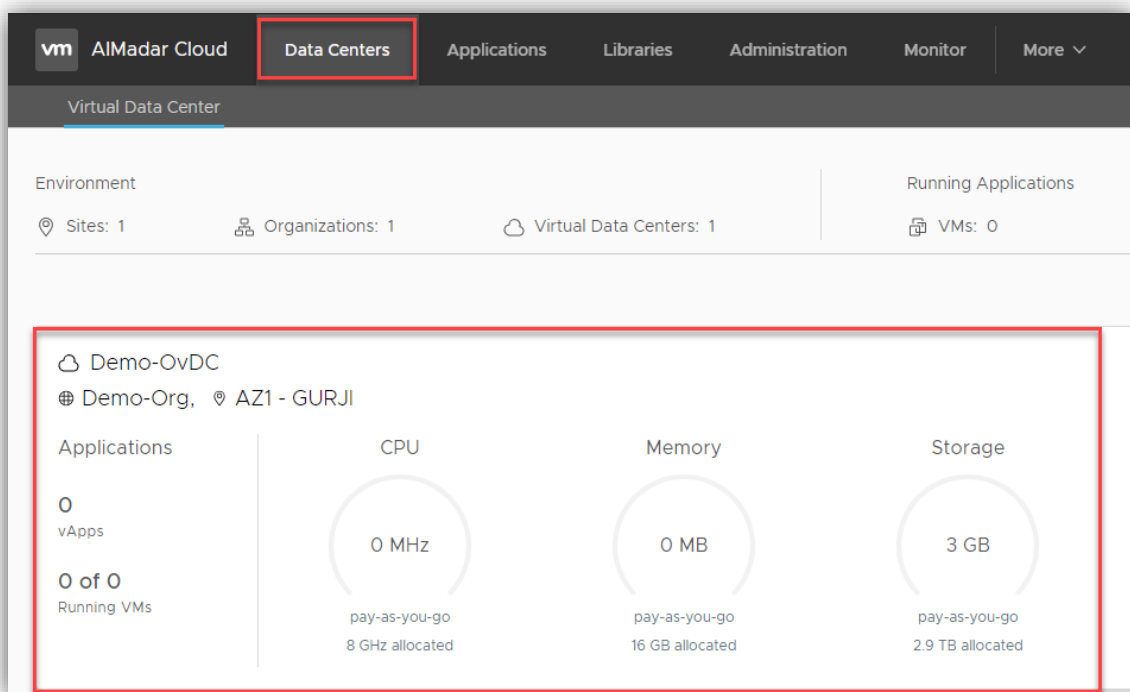 vm AlMadar Cloud Data Centers Applications Libraries Administration Monitor More
Virtual Data Center
Environment Running Applications
Sites: 1 Organizations: 1 Virtual Data Centers: 1 VMs: 0
Demo-OvDC
Demo-Org, AZ1 - GURJI
Applications CPU Memory Storage
0
vApps
0 MHz 0 MB 3 GB
0 of 0
Running VMs
pay-as-you-go pay-as-you-go pay-as-you-go
8 GHz allocated 16 GB allocated 2.9 TB allocated